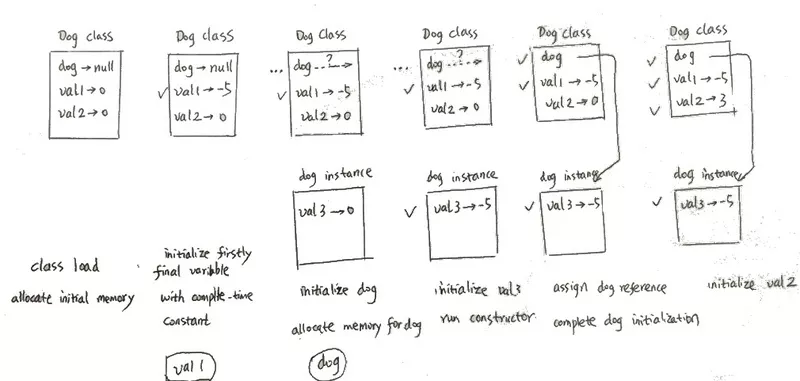 Dog class
dog → null
val1 → 0
val2 → 0
class load
allocate initial memory
Dog class
dog → null
✓ val1 → -5
val2 → 0
initialize firstly
final variable
with compile-time
constant
val 1
Dog class
... dog ..?.. →
✓ val1 → -5
val2 → 0
dog instance
val3 → 0
initialize dog
allocate memory for dog
dog
Dog class
... dog ..?.. →
✓ val1 → -5
val2 → 0
dog instance
✓ val3 → -5
initialize val3
run constructor
Dog class
✓ dog
✓ val1 → -5
val2 → 0
dog instance
✓ val3 → -5
assign dog reference
complete dog initialization
Dog class
✓ dog
✓ val1 → -5
✓ val2 → 3
dog instance
✓ val3 → -5
initialize val2